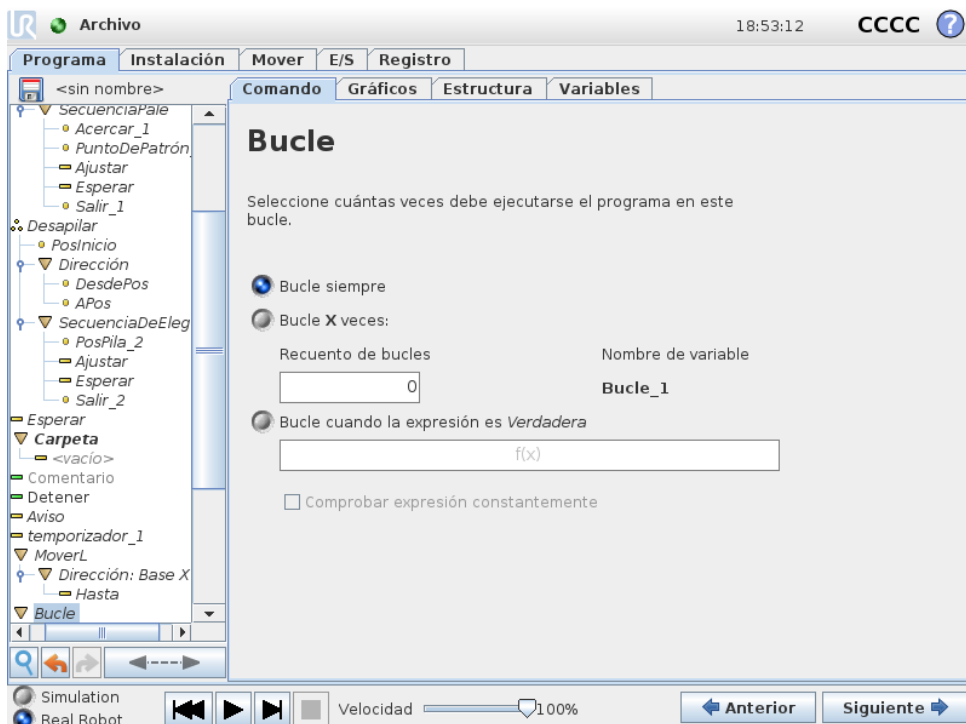 UR Archivo 18:53:12 CCCC ?
Programa Instalación Mover E/S Registro
<sin nombre>
Comando Gráficos Estructura Variables
SecuenciaPale
Acercar_1
PuntoDePatrón
Ajustar
Esperar
Salir_1
Desapilar
PosInicio
Dirección
DesdePos
APos
SecuenciaDeEleg
PosPila_2
Ajustar
Esperar
Salir_2
Esperar
Carpeta
<vacío>
Comentario
Detener
Aviso
temporizador_1
MoverL
Dirección: Base X
Hasta
Bucle
Bucle
Seleccione cuántas veces debe ejecutarse el programa en este
bucle.
Bucle siempre
Bucle X veces:
Recuento de bucles Nombre de variable
0 Bucle_1
Bucle cuando la expresión es Verdadera
f(x)
Comprobar expresión constantemente
Simulation
Real Robot
Velocidad 100%
Anterior Siguiente